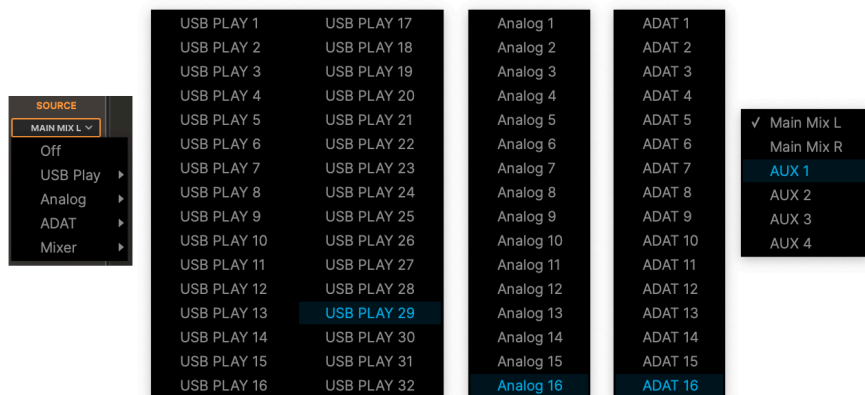 SOURCE
MAIN MIX L
Off
USB Play
Analog
ADAT
Mixer
USB PLAY 1
USB PLAY 2
USB PLAY 3
USB PLAY 4
USB PLAY 5
USB PLAY 6
USB PLAY 7
USB PLAY 8
USB PLAY 9
USB PLAY 10
USB PLAY 11
USB PLAY 12
USB PLAY 13
USB PLAY 14
USB PLAY 15
USB PLAY 16
USB PLAY 17
USB PLAY 18
USB PLAY 19
USB PLAY 20
USB PLAY 21
USB PLAY 22
USB PLAY 23
USB PLAY 24
USB PLAY 25
USB PLAY 26
USB PLAY 27
USB PLAY 28
USB PLAY 29
USB PLAY 30
USB PLAY 31
USB PLAY 32
Analog 1
Analog 2
Analog 3
Analog 4
Analog 5
Analog 6
Analog 7
Analog 8
Analog 9
Analog 10
Analog 11
Analog 12
Analog 13
Analog 14
Analog 15
Analog 16
ADAT 1
ADAT 2
ADAT 3
ADAT 4
ADAT 5
ADAT 6
ADAT 7
ADAT 8
ADAT 9
ADAT 10
ADAT 11
ADAT 12
ADAT 13
ADAT 14
ADAT 15
ADAT 16
✓ Main Mix L
Main Mix R
AUX 1
AUX 2
AUX 3
AUX 4